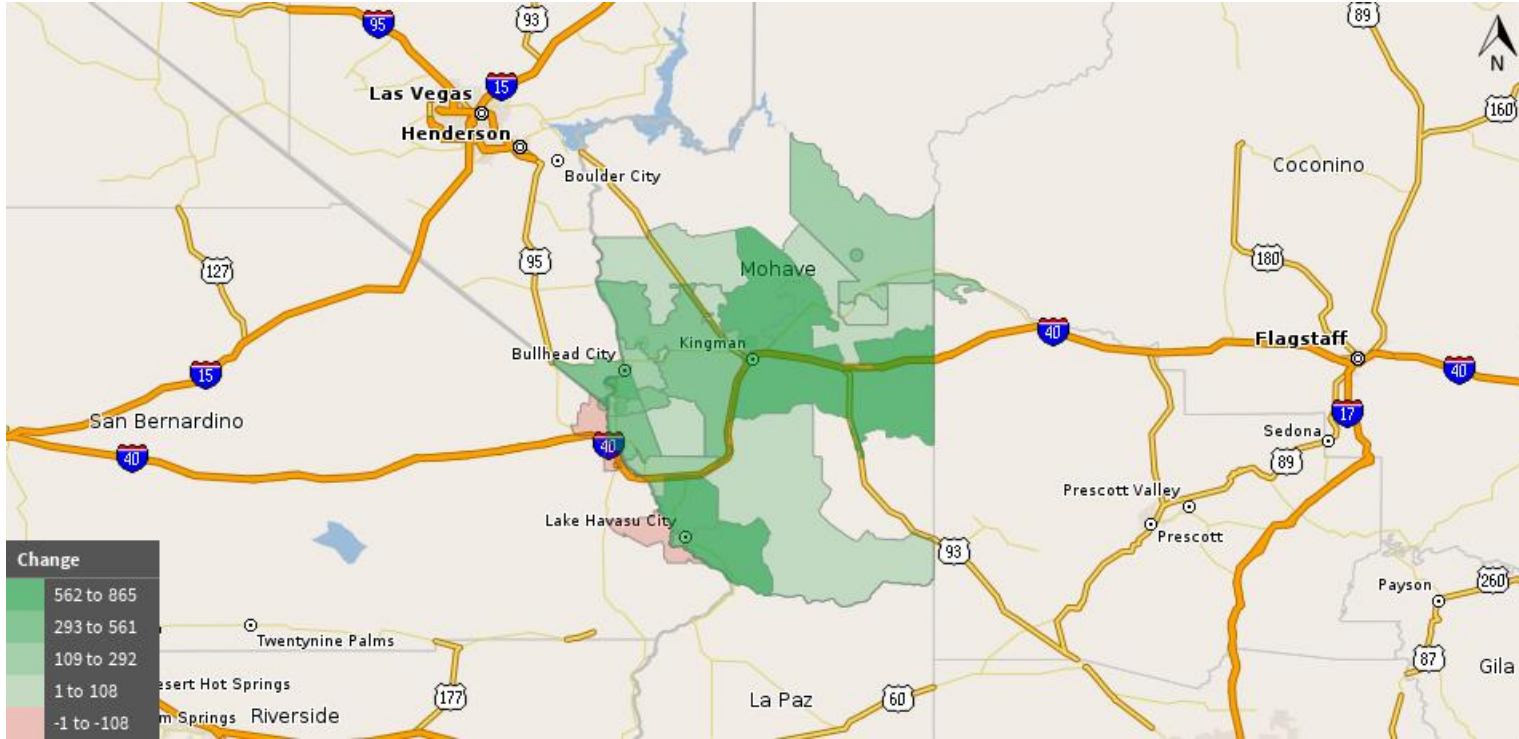 95
93
89
N
15
Las Vegas
160
Henderson
Boulder City
Coconino
127
95
180
Mohave
40
Kingman
Flagstaff
Bullhead City
15
40
San Bernardino
17
40
40
Sedona
89
Prescott Valley
Lake Havasu City
Prescott
93
Change
562 to 865
293 to 561
109 to 292
1 to 108
-1 to -108
Payson
260
Twentynine Palms
87
Gila
esert Hot Springs
177
La Paz
60
m Springs
Riverside